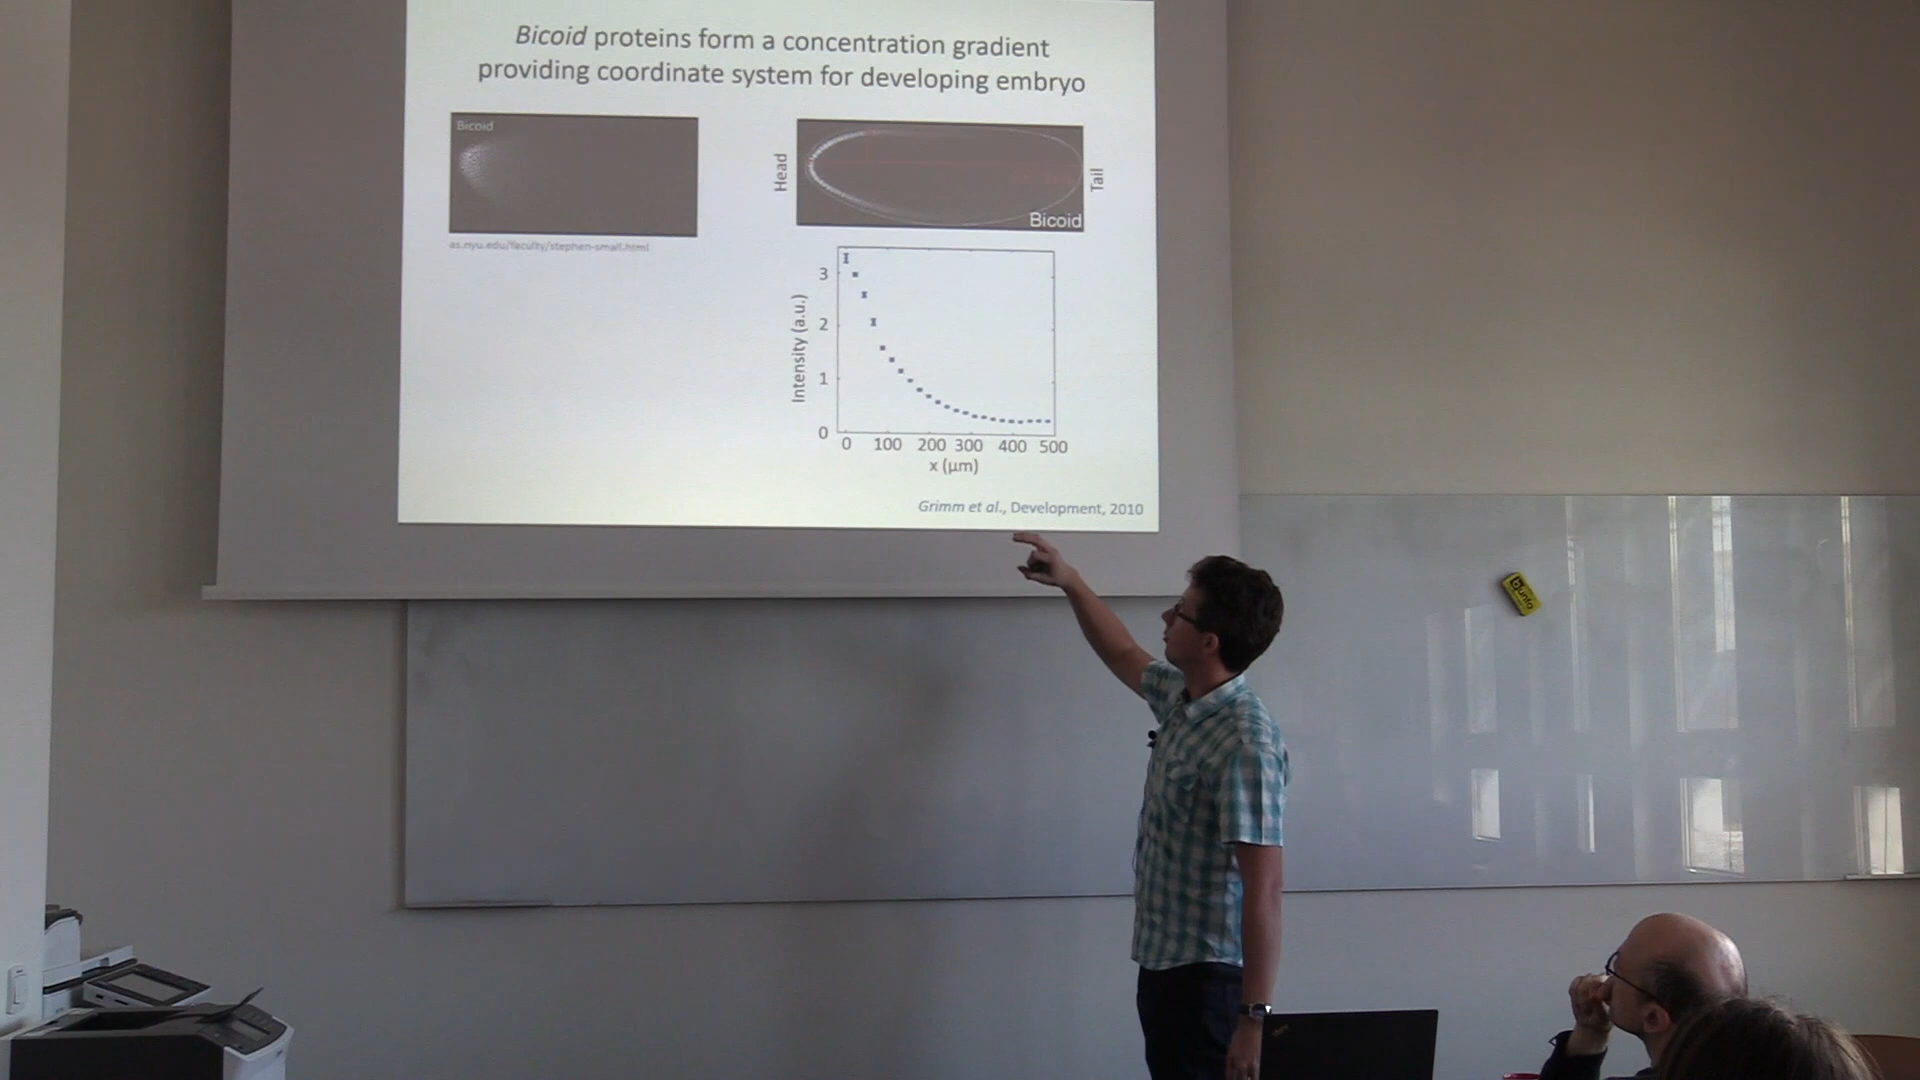 Bicoid proteins form a concentration gradient
providing coordinate system for developing embryo
Bicoid
as.nyu.edu/faculty/stephen-small.html
Head
Tail
Bicoid
Intensity (a.u.)
3
2
1
0
0 100 200 300 400 500
x (μm)
Grimm et al., Development, 2010